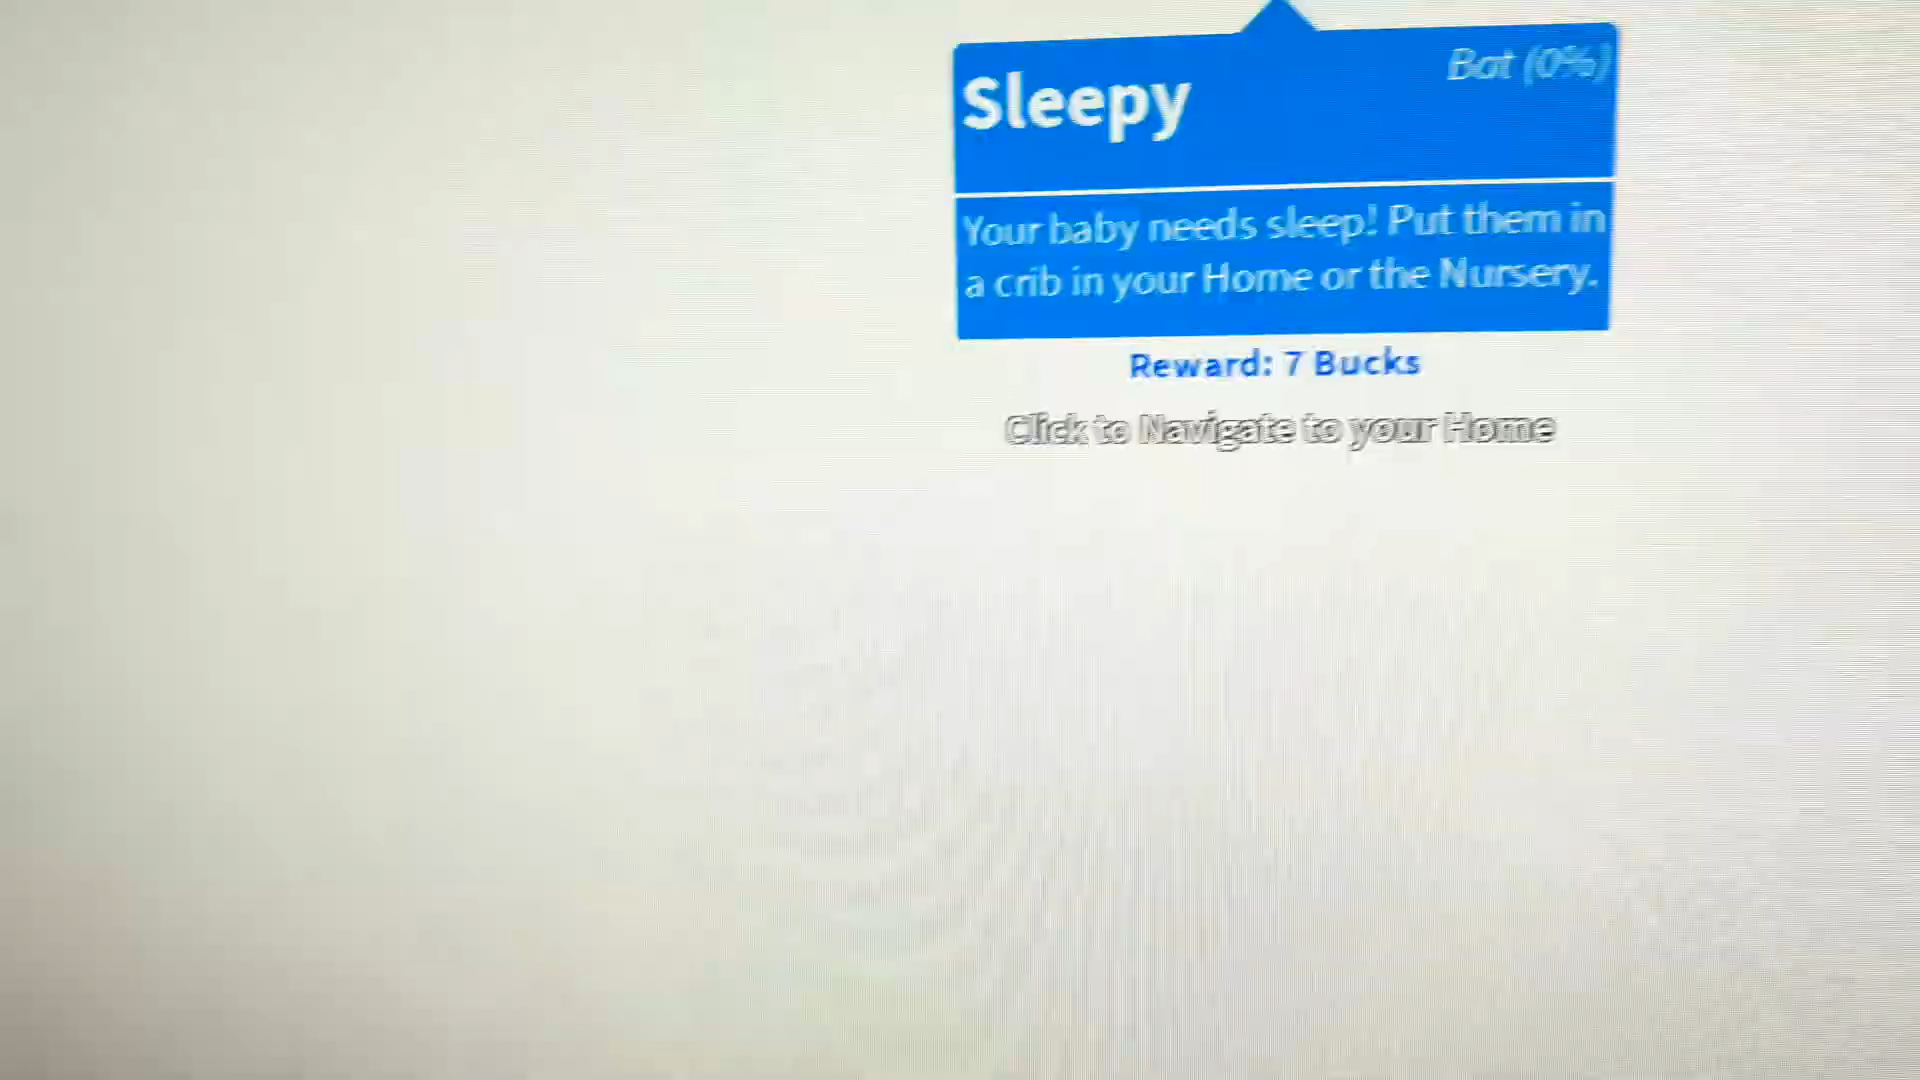 Bat (0%)
Sleepy
Your baby needs sleep! Put them in
a crib in your Home or the Nursery.
Reward: 7 Bucks
Click to Navigate to your Home